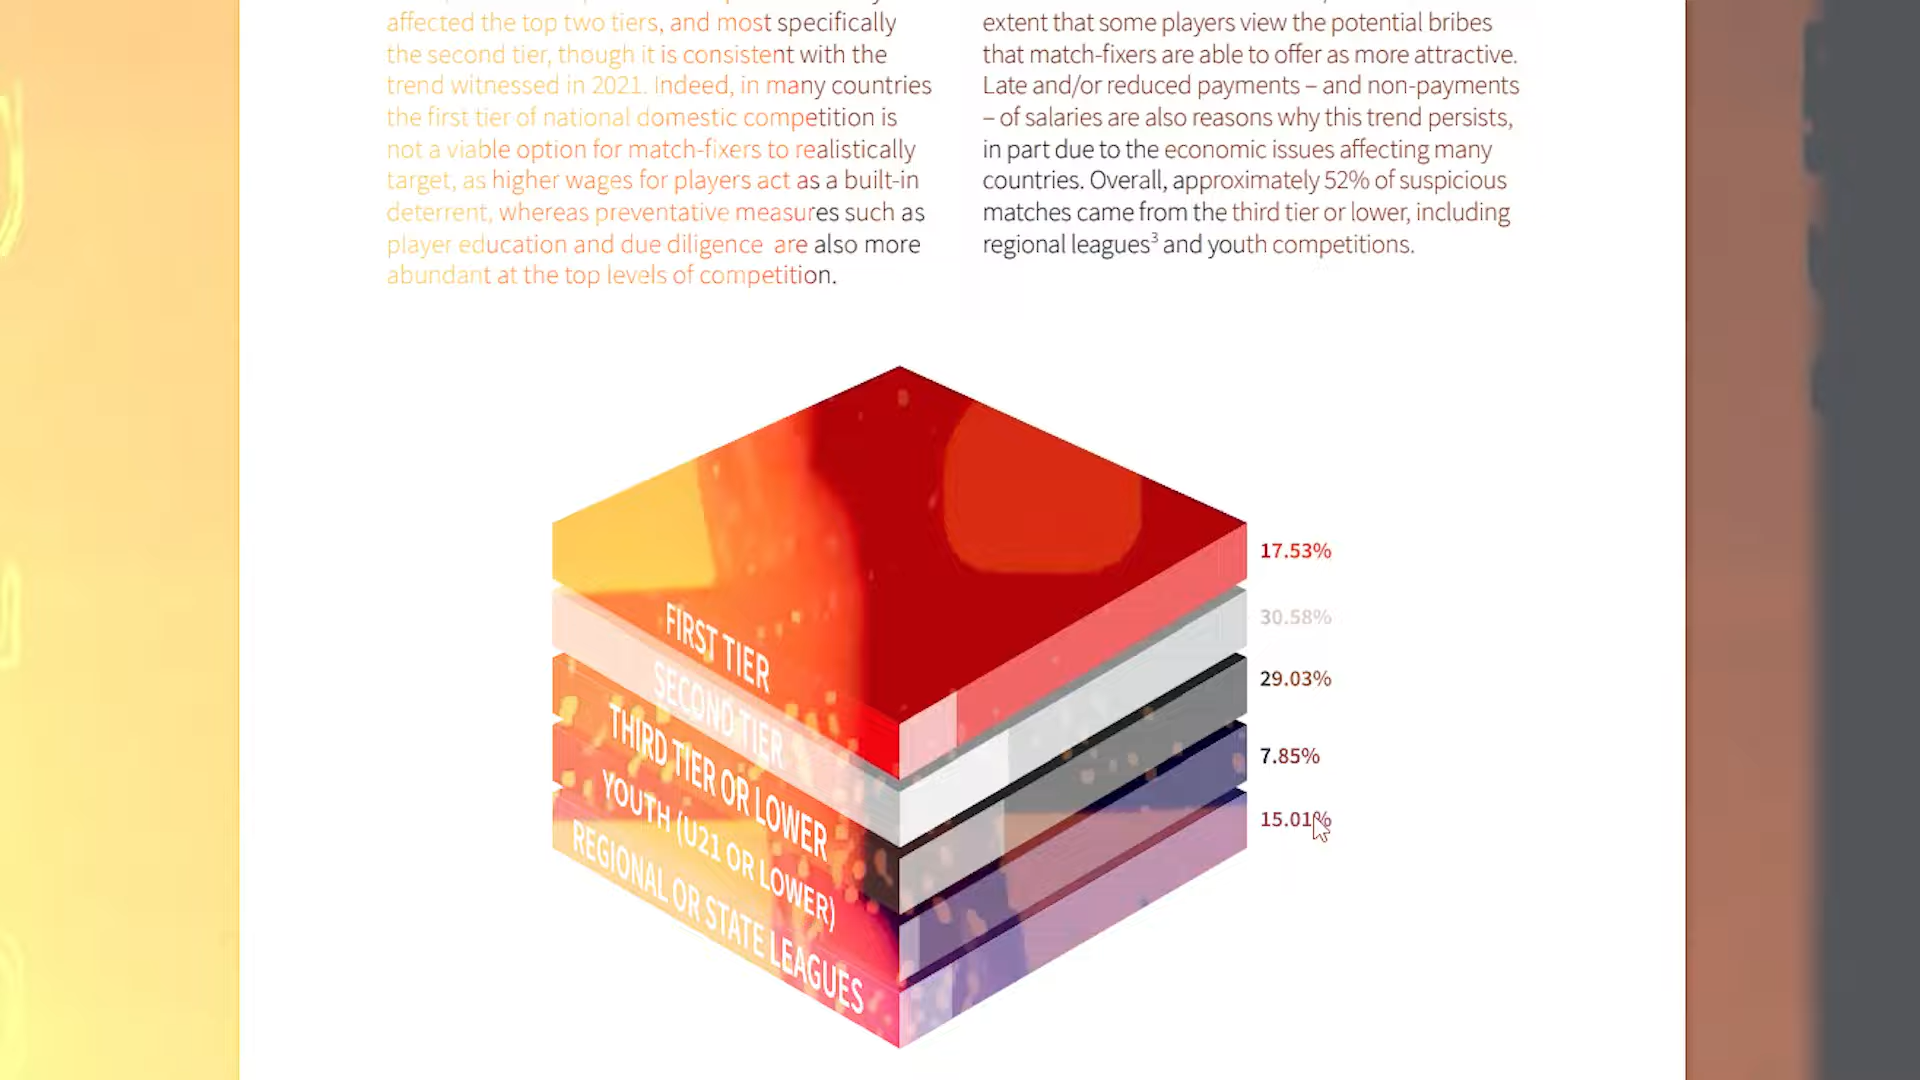 affected the top two tiers, and most specifically
the second tier, though it is consistent with the
trend witnessed in 2021. Indeed, in many countries
the first tier of national domestic competition is
not a viable option for match-fixers to realistically
target, as higher wages for players act as a built-in
deterrent, whereas preventative measures such as
player education and due diligence are also more
abundant at the top levels of competition.
extent that some players view the potential bribes
that match-fixers are able to offer as more attractive.
Late and/or reduced payments – and non-payments
– of salaries are also reasons why this trend persists,
in part due to the economic issues affecting many
countries. Overall, approximately 52% of suspicious
matches came from the third tier or lower, including
regional leagues³ and youth competitions.
FIRST TIER
17.53%
SECOND TIER
30.58%
THIRD TIER OR LOWER
29.03%
YOUTH (U21 OR LOWER)
7.85%
REGIONAL OR STATE LEAGUES
15.01%